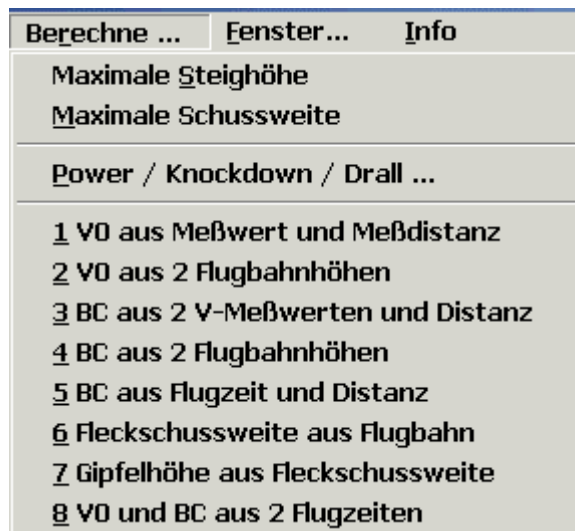 Berechne ... Fenster... Info
Maximale Steighöhe
Maximale Schussweite
Power / Knockdown / Drall ...
1 V0 aus Meßwert und Meßdistanz
2 V0 aus 2 Flugbahnhöhen
3 BC aus 2 V-Meßwerten und Distanz
4 BC aus 2 Flugbahnhöhen
5 BC aus Flugzeit und Distanz
6 Fleckschussweite aus Flugbahn
7 Gipfelhöhe aus Fleckschussweite
8 V0 und BC aus 2 Flugzeiten